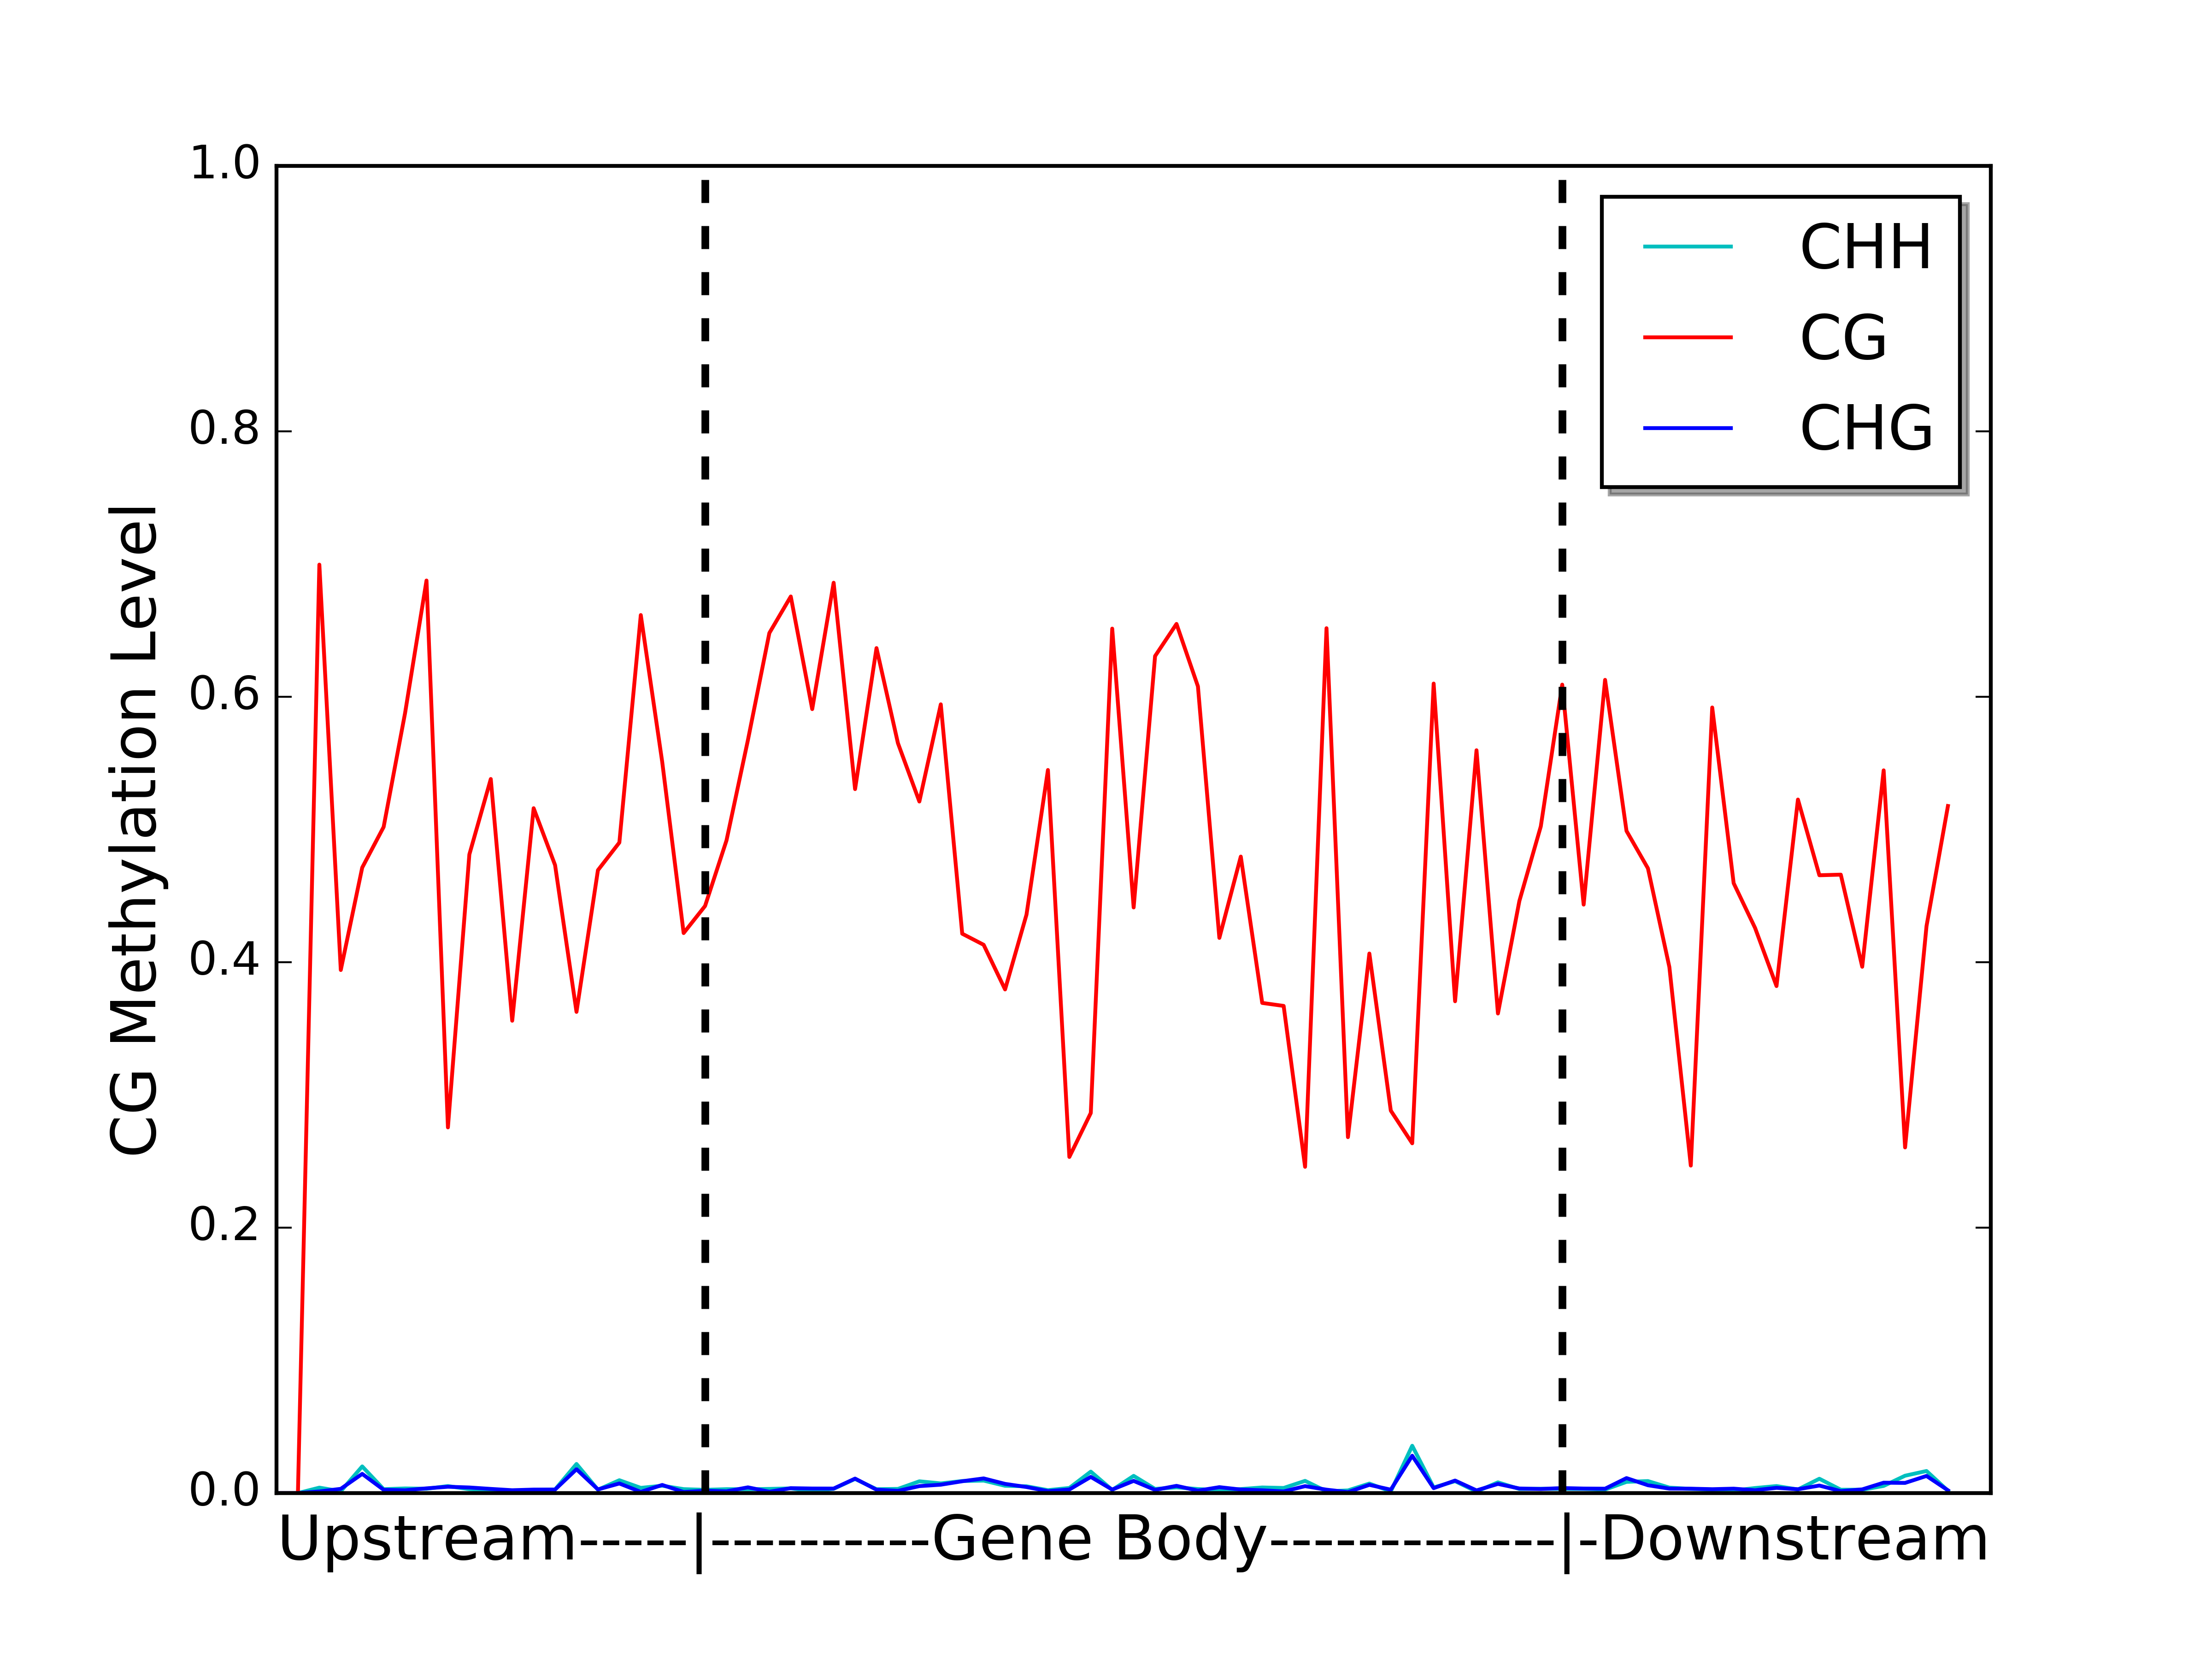 1.0
0.8
0.6
0.4
0.2
0.0
CG Methylation Level
CHH
CG
CHG
Upstream-----|----------Gene Body-------------|-Downstream